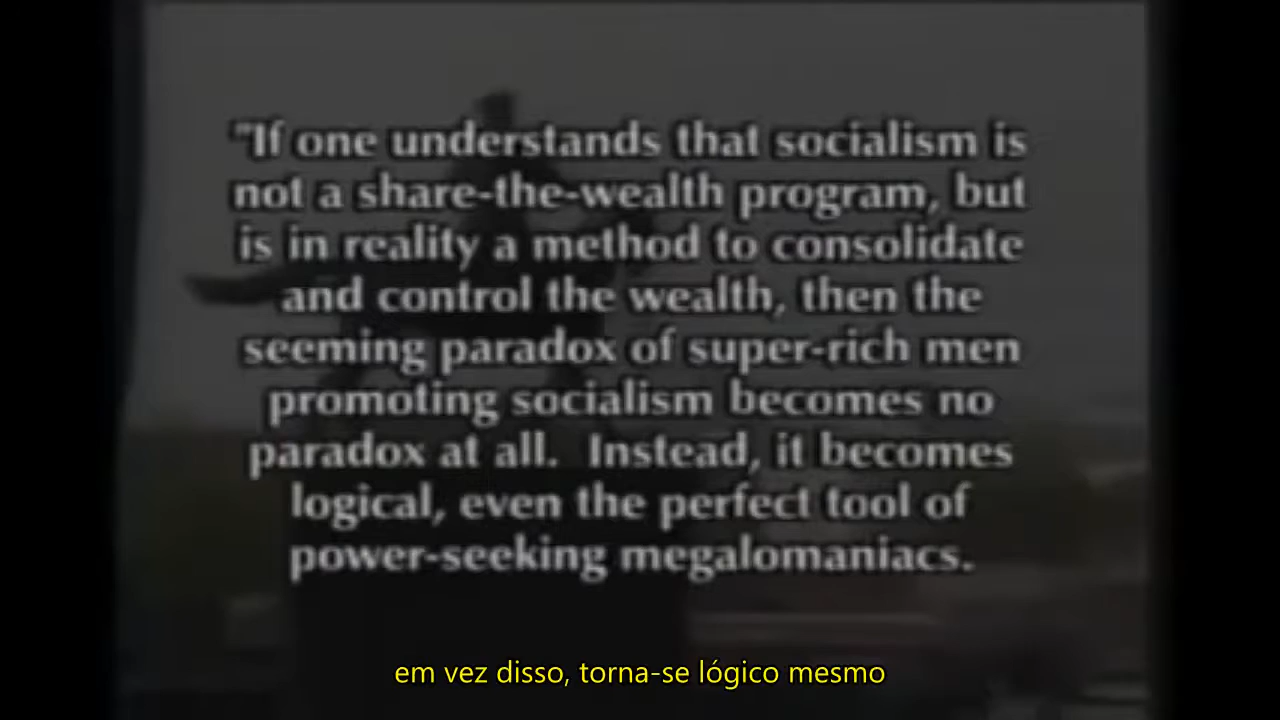 "If one understands that socialism is
not a share-the-wealth program, but
is in reality a method to consolidate
and control the wealth, then the
seeming paradox of super-rich men
promoting socialism becomes no
paradox at all.  Instead, it becomes
logical, even the perfect tool of
power-seeking megalomaniacs.
em vez disso, torna-se lógico mesmo